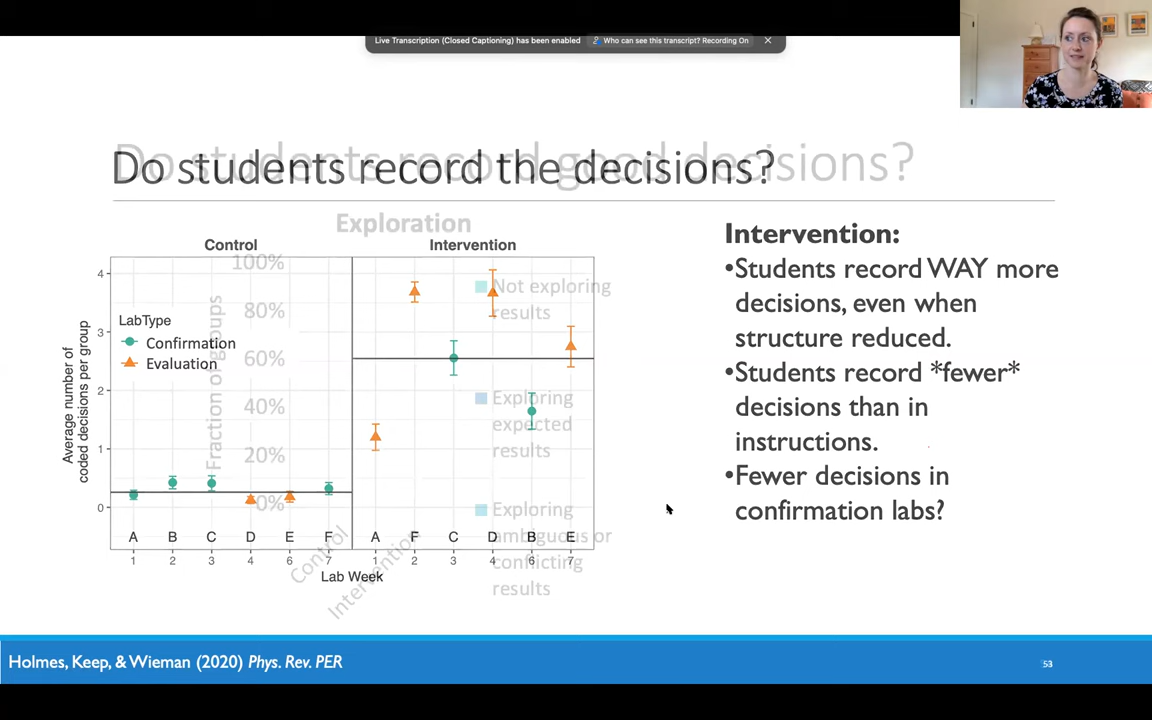 Live Transcription (Closed Captioning) has been enabled
Who can see this transcript? Recording On
Do students record the decisions?
Do students record good decisions?
Exploration
Control
Intervention
Average number of
coded decisions per group
4
3
2
1
0
LabType
Confirmation
Evaluation
A B C D E F
1 2 3 4 6 7
A F C D B E
1 2 3 4 6 7
Lab Week
Fraction of groups
100%
80%
60%
40%
20%
0%
Control
Intervention
Not exploring
results
Exploring
expected
results
Exploring
ambiguous or
conflicting
results
Intervention:
•Students record WAY more
decisions, even when
structure reduced.
•Students record *fewer*
decisions than in
instructions.
•Fewer decisions in
confirmation labs?
Holmes, Keep, & Wieman (2020) Phys. Rev. PER
53